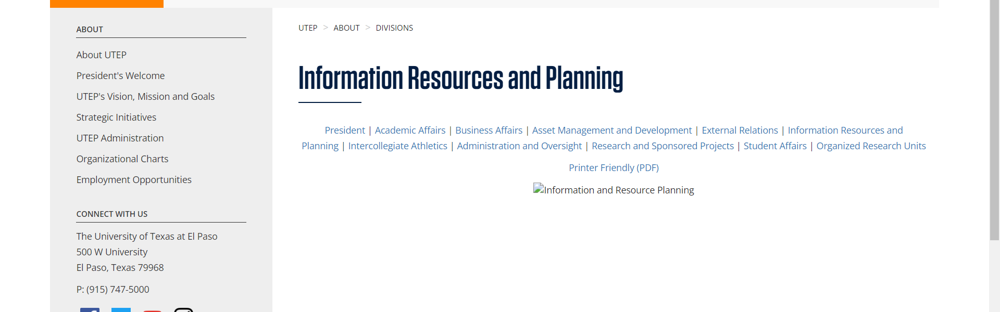 ABOUT
About UTEP
President's Welcome
UTEP's Vision, Mission and Goals
Strategic Initiatives
UTEP Administration
Organizational Charts
Employment Opportunities
CONNECT WITH US
The University of Texas at El Paso
500 W University
El Paso, Texas 79968
P: (915) 747-5000
UTEP > ABOUT > DIVISIONS
Information Resources and Planning
President | Academic Affairs | Business Affairs | Asset Management and Development | External Relations | Information Resources and
Planning | Intercollegiate Athletics | Administration and Oversight | Research and Sponsored Projects | Student Affairs | Organized Research Units
Printer Friendly (PDF)
Information and Resource Planning